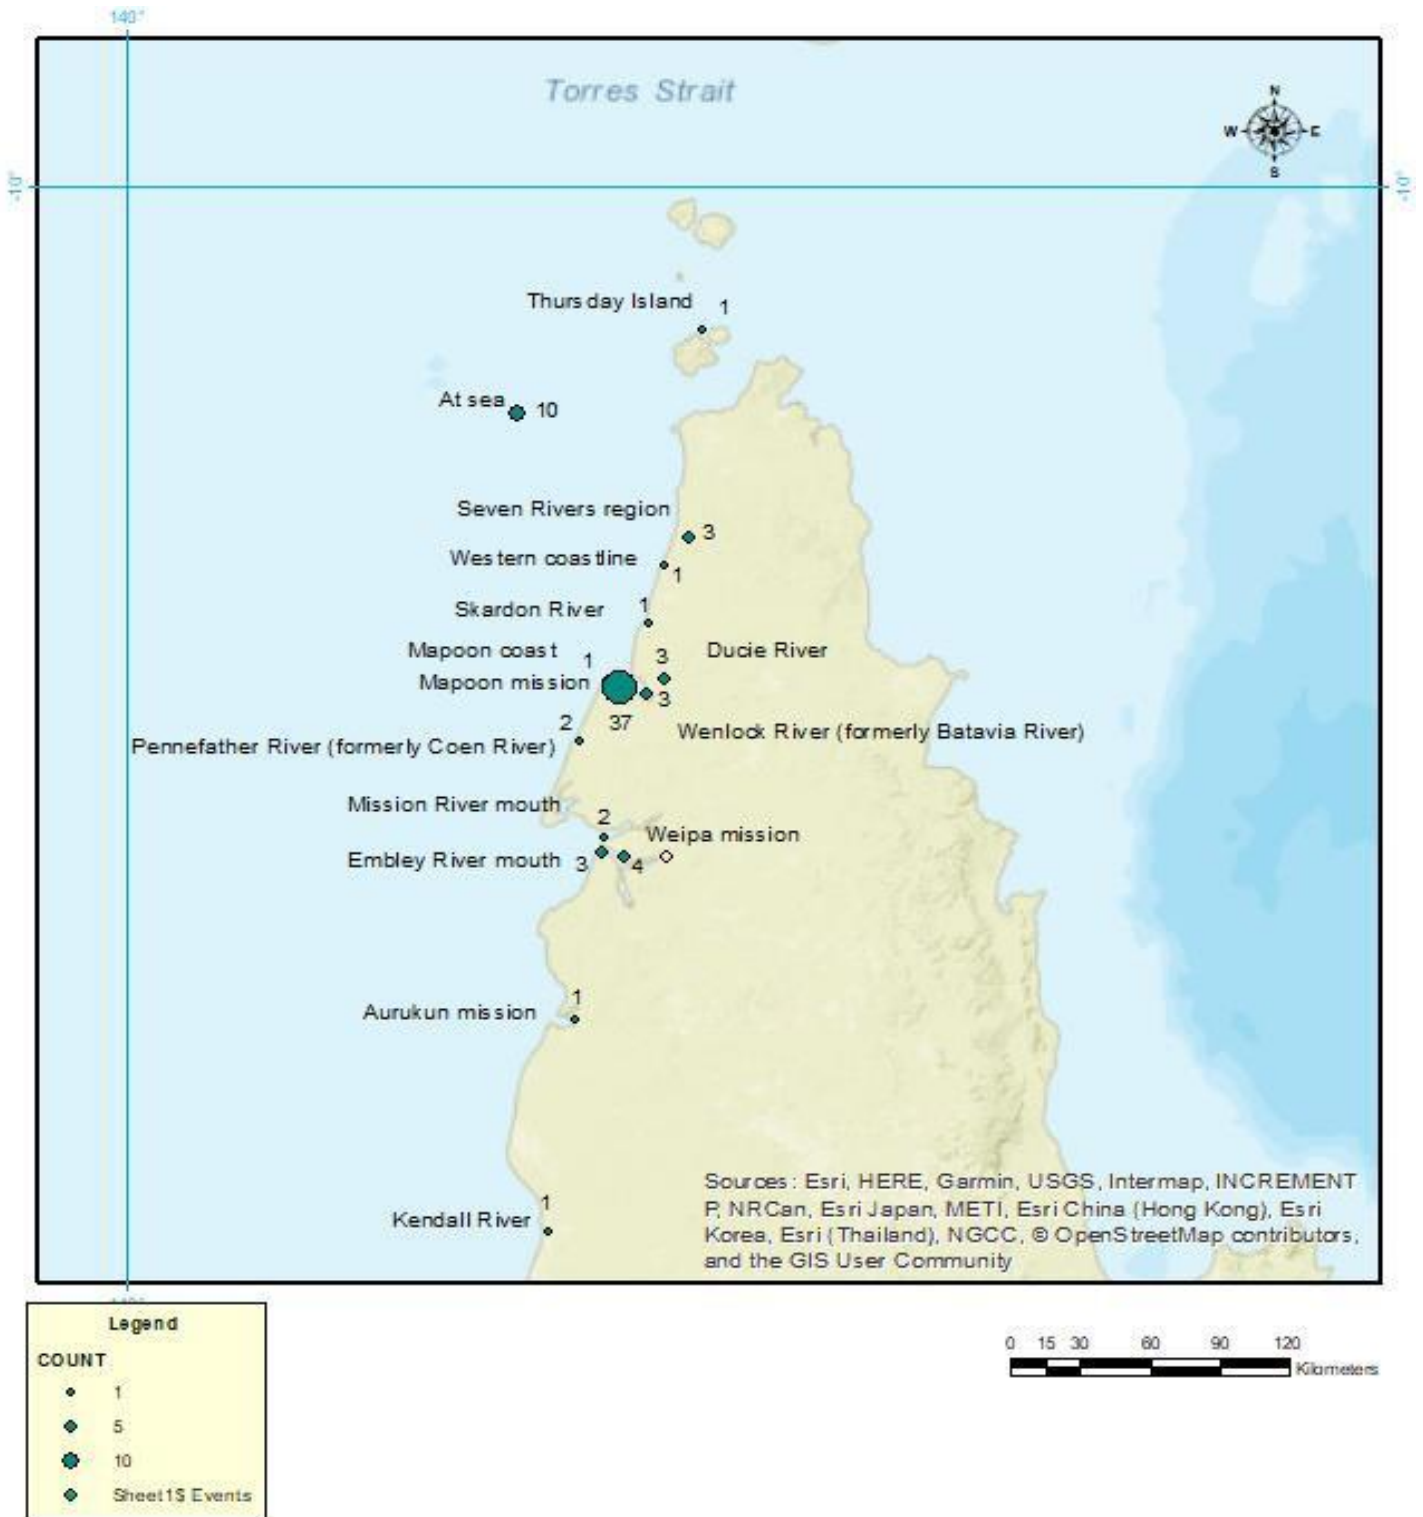 140°
Torres Strait
N
W E
S
-10° -10°
Thursday Island 1
At sea 10
Seven Rivers region 3
Western coastline 1
Skardon River 1
Mapoon coast 1
3 Ducie River
Mapoon mission 37
3
Wenlock River (formerly Batavia River)
2
Pennefather River (formerly Coen River)
Mission River mouth 2
Weipa mission
Embley River mouth 3 4
1
Aurukun mission
1
Kendall River
Sources: Esri, HERE, Garmin, USGS, Intermap, INCREMENT
P, NRCan, Esri Japan, METI, Esri China (Hong Kong), Esri
Korea, Esri (Thailand), NGCC, © OpenStreetMap contributors,
and the GIS User Community
Legend
COUNT
1
5
10
Sheet1$ Events
0 15 30 60 90 120
Kilometers